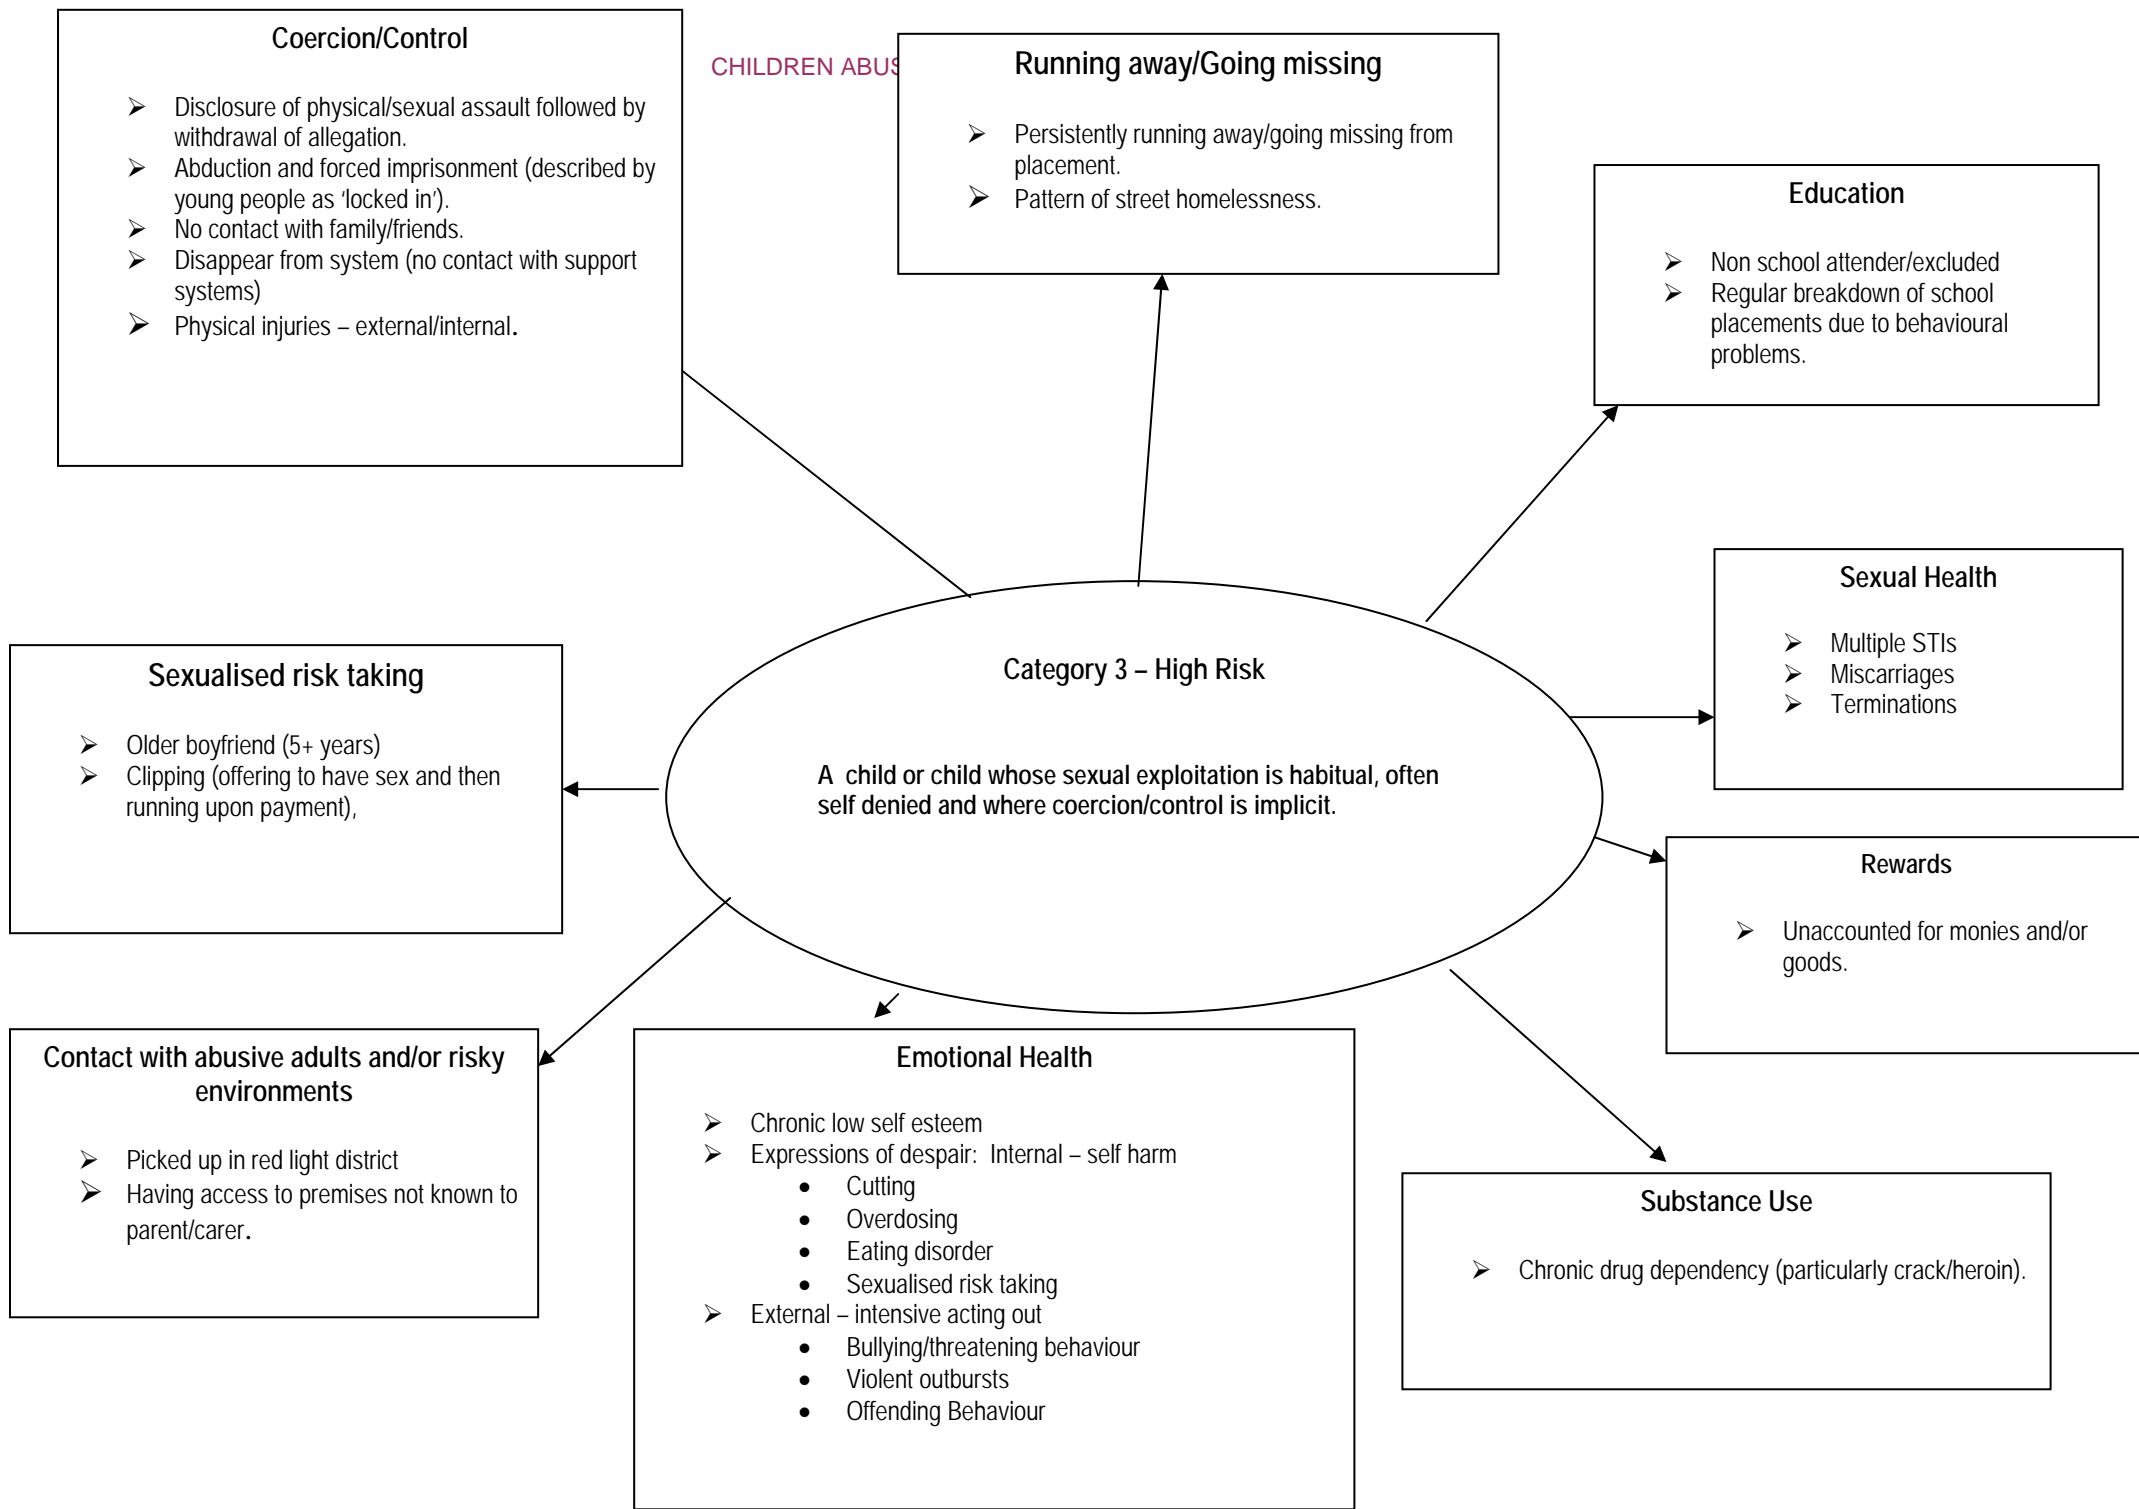 Coercion/Control
➢ Disclosure of physical/sexual assault followed by
withdrawal of allegation.
➢ Abduction and forced imprisonment (described by
young people as ‘locked in’).
➢ No contact with family/friends.
➢ Disappear from system (no contact with support
systems)
➢ Physical injuries – external/internal.
CHILDREN ABUS
Running away/Going missing
➢ Persistently running away/going missing from
placement.
➢ Pattern of street homelessness.
Education
➢ Non school attender/excluded
➢ Regular breakdown of school
placements due to behavioural
problems.
Sexual Health
➢ Multiple STIs
➢ Miscarriages
➢ Terminations
Category 3 – High Risk
A child or child whose sexual exploitation is habitual, often
self denied and where coercion/control is implicit.
Sexualised risk taking
➢ Older boyfriend (5+ years)
➢ Clipping (offering to have sex and then
running upon payment),
Rewards
➢ Unaccounted for monies and/or
goods.
Contact with abusive adults and/or risky
environments
➢ Picked up in red light district
➢ Having access to premises not known to
parent/carer.
Emotional Health
➢ Chronic low self esteem
➢ Expressions of despair: Internal – self harm
• Cutting
• Overdosing
• Eating disorder
• Sexualised risk taking
➢ External – intensive acting out
• Bullying/threatening behaviour
• Violent outbursts
• Offending Behaviour
Substance Use
➢ Chronic drug dependency (particularly crack/heroin).